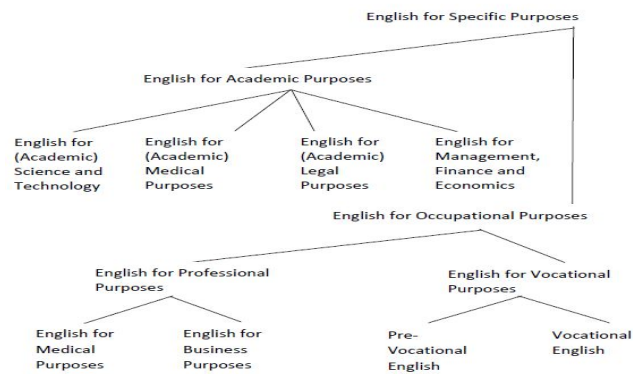 English for Specific Purposes
English for Academic Purposes
English for
(Academic)
Science and
Technology
English for
(Academic)
Medical
Purposes
English for
(Academic)
Legal
Purposes
English for
Management,
Finance and
Economics
English for Occupational Purposes
English for Professional
Purposes
English for Vocational
Purposes
English for
Medical
Purposes
English for
Business
Purposes
Pre-
Vocational
English
Vocational
English